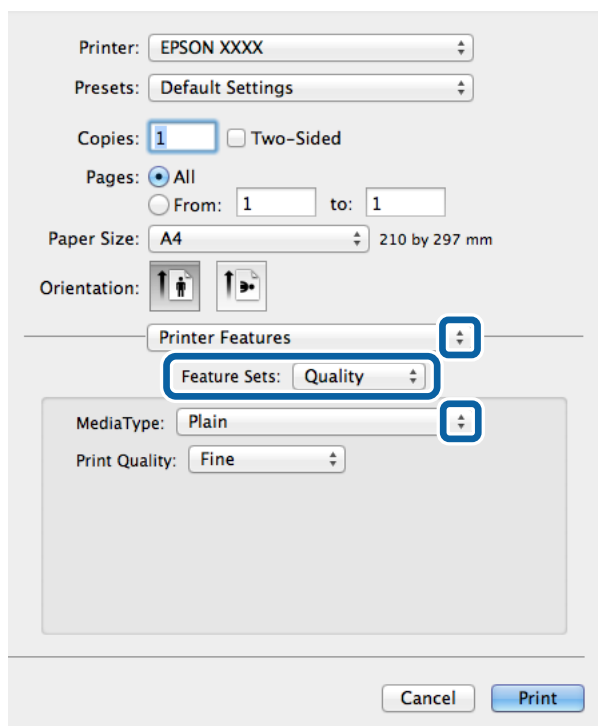 Printer: EPSON XXXX
Presets: Default Settings
Copies: 1 Two-Sided
Pages: All
From: 1 to: 1
Paper Size: A4 210 by 297 mm
Orientation:
Printer Features
Feature Sets: Quality
MediaType: Plain
Print Quality: Fine
Cancel Print